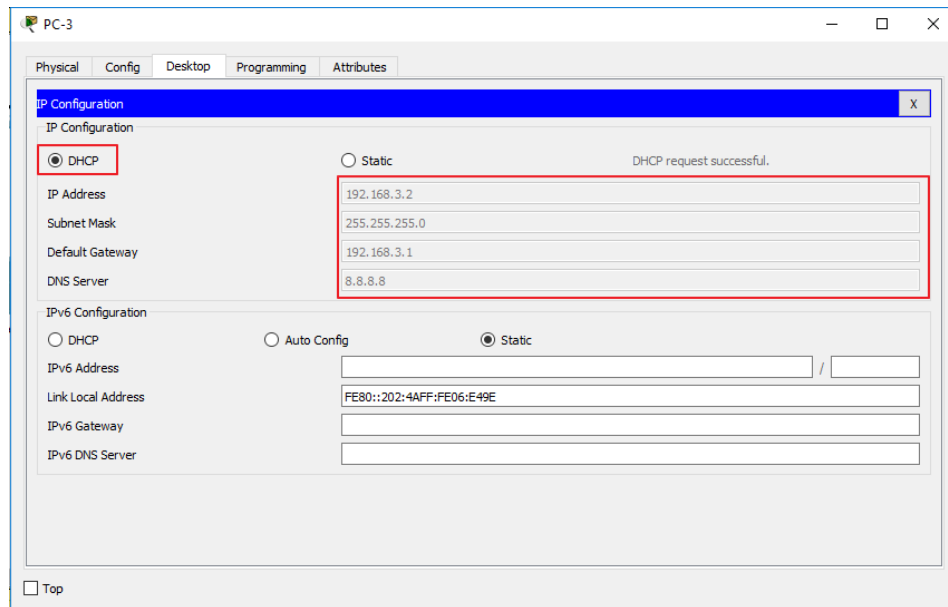 PC-3
Physical Config Desktop Programming Attributes
IP Configuration X
IP Configuration
DHCP Static DHCP request successful.
IP Address 192.168.3.2
Subnet Mask 255.255.255.0
Default Gateway 192.168.3.1
DNS Server 8.8.8.8
IPv6 Configuration
DHCP Auto Config Static
IPv6 Address /
Link Local Address FE80::202:4AFF:FE06:E49E
IPv6 Gateway
IPv6 DNS Server
Top